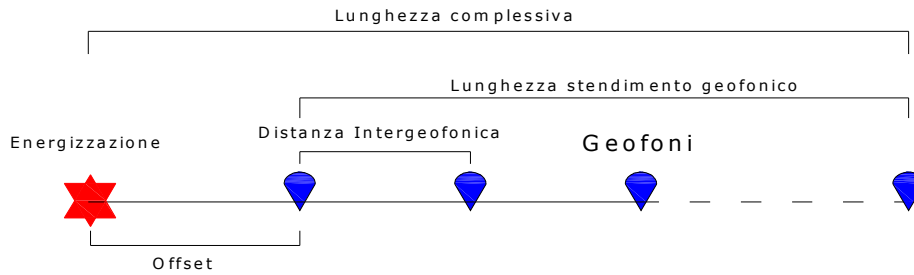 Lunghezza complessiva
Lunghezza stendimento geofonico
Distanza Intergeofonica
Geofoni
Energizzazione
Offset